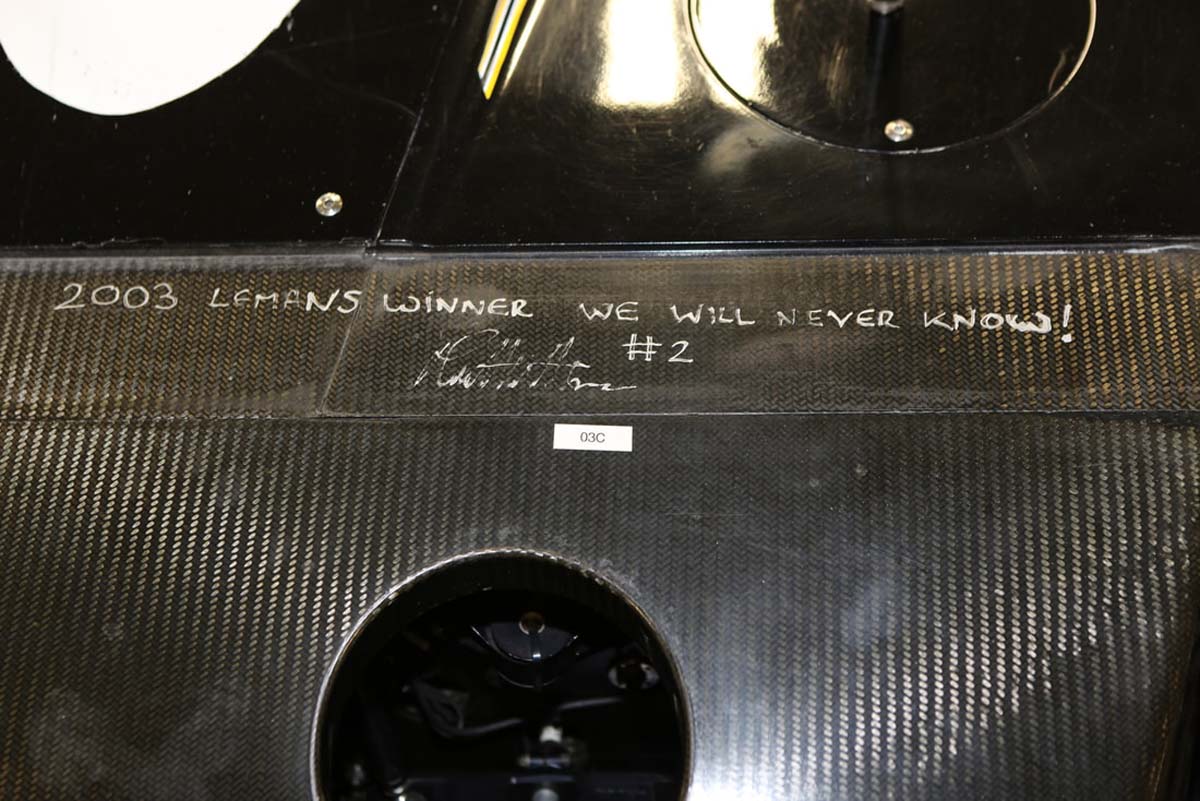 2003 LEMANS WINNER WE WILL NEVER KNOW!
#2
03C